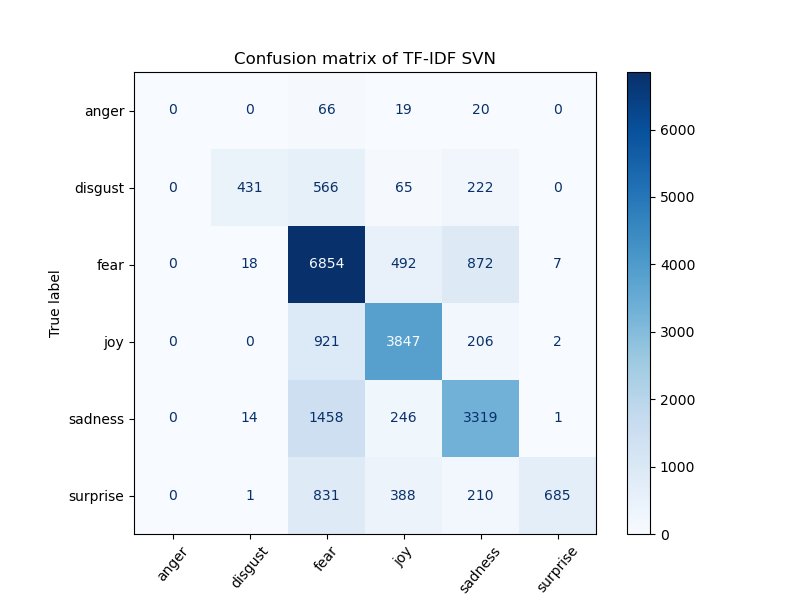 Confusion matrix of TF-IDF SVN
True label
anger 0 0 66 19 20 0
disgust 0 431 566 65 222 0
fear 0 18 6854 492 872 7
joy 0 0 921 3847 206 2
sadness 0 14 1458 246 3319 1
surprise 0 1 831 388 210 685
anger disgust fear joy sadness surprise
6000
5000
4000
3000
2000
1000
0